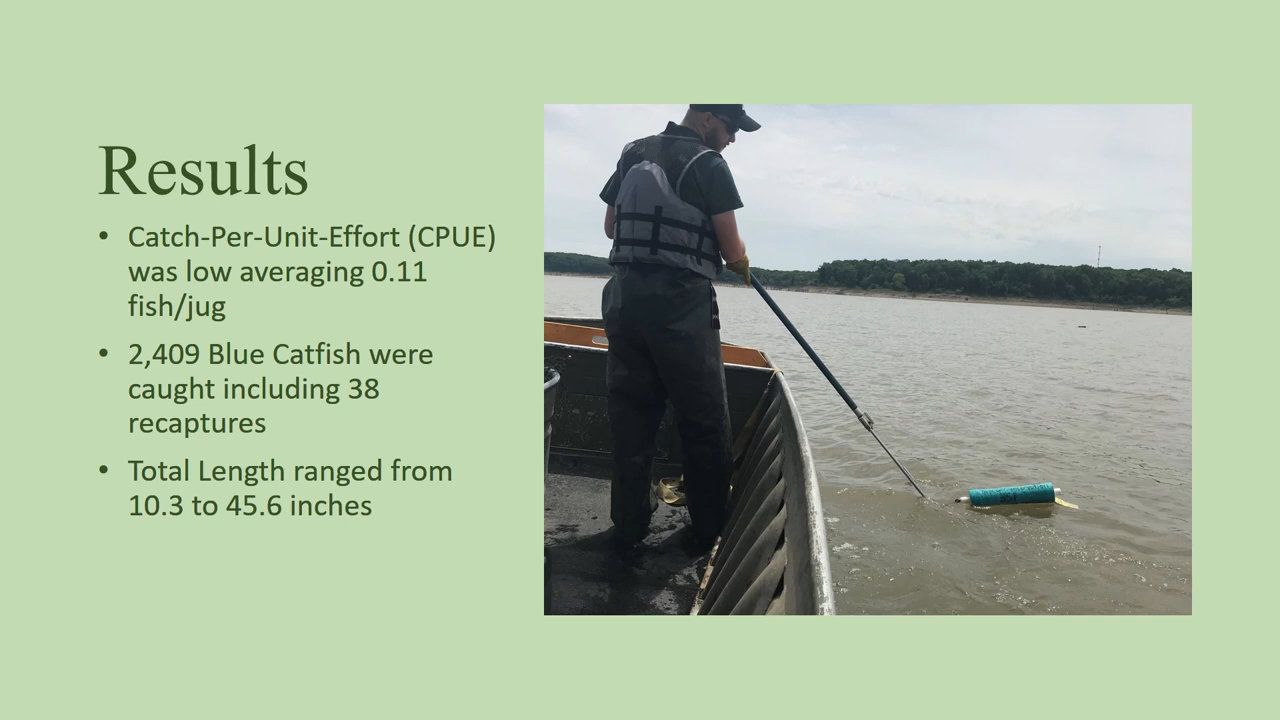 Results
• Catch-Per-Unit-Effort (CPUE)
was low averaging 0.11
fish/jug
• 2,409 Blue Catfish were
caught including 38
recaptures
• Total Length ranged from
10.3 to 45.6 inches